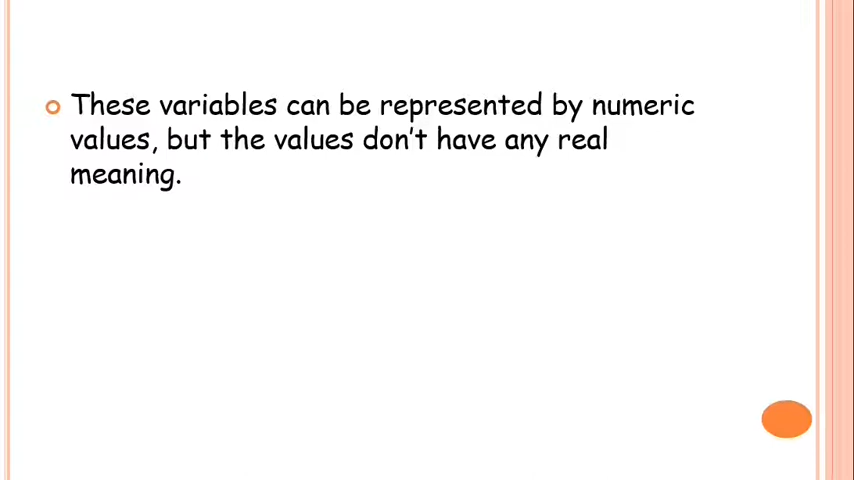 These variables can be represented by numeric
values, but the values don't have any real
meaning.